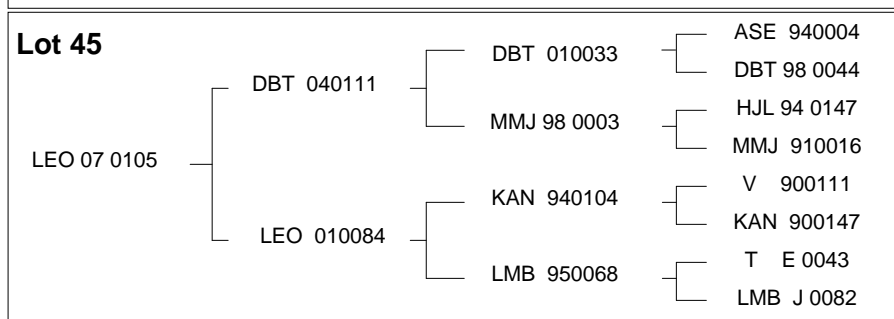 Lot 45
ASE 940004
DBT 010033
DBT 98 0044
DBT 040111
HJL 94 0147
MMJ 98 0003
MMJ 910016
LEO 07 0105
V 900111
KAN 940104
KAN 900147
LEO 010084
T E 0043
LMB 950068
LMB J 0082